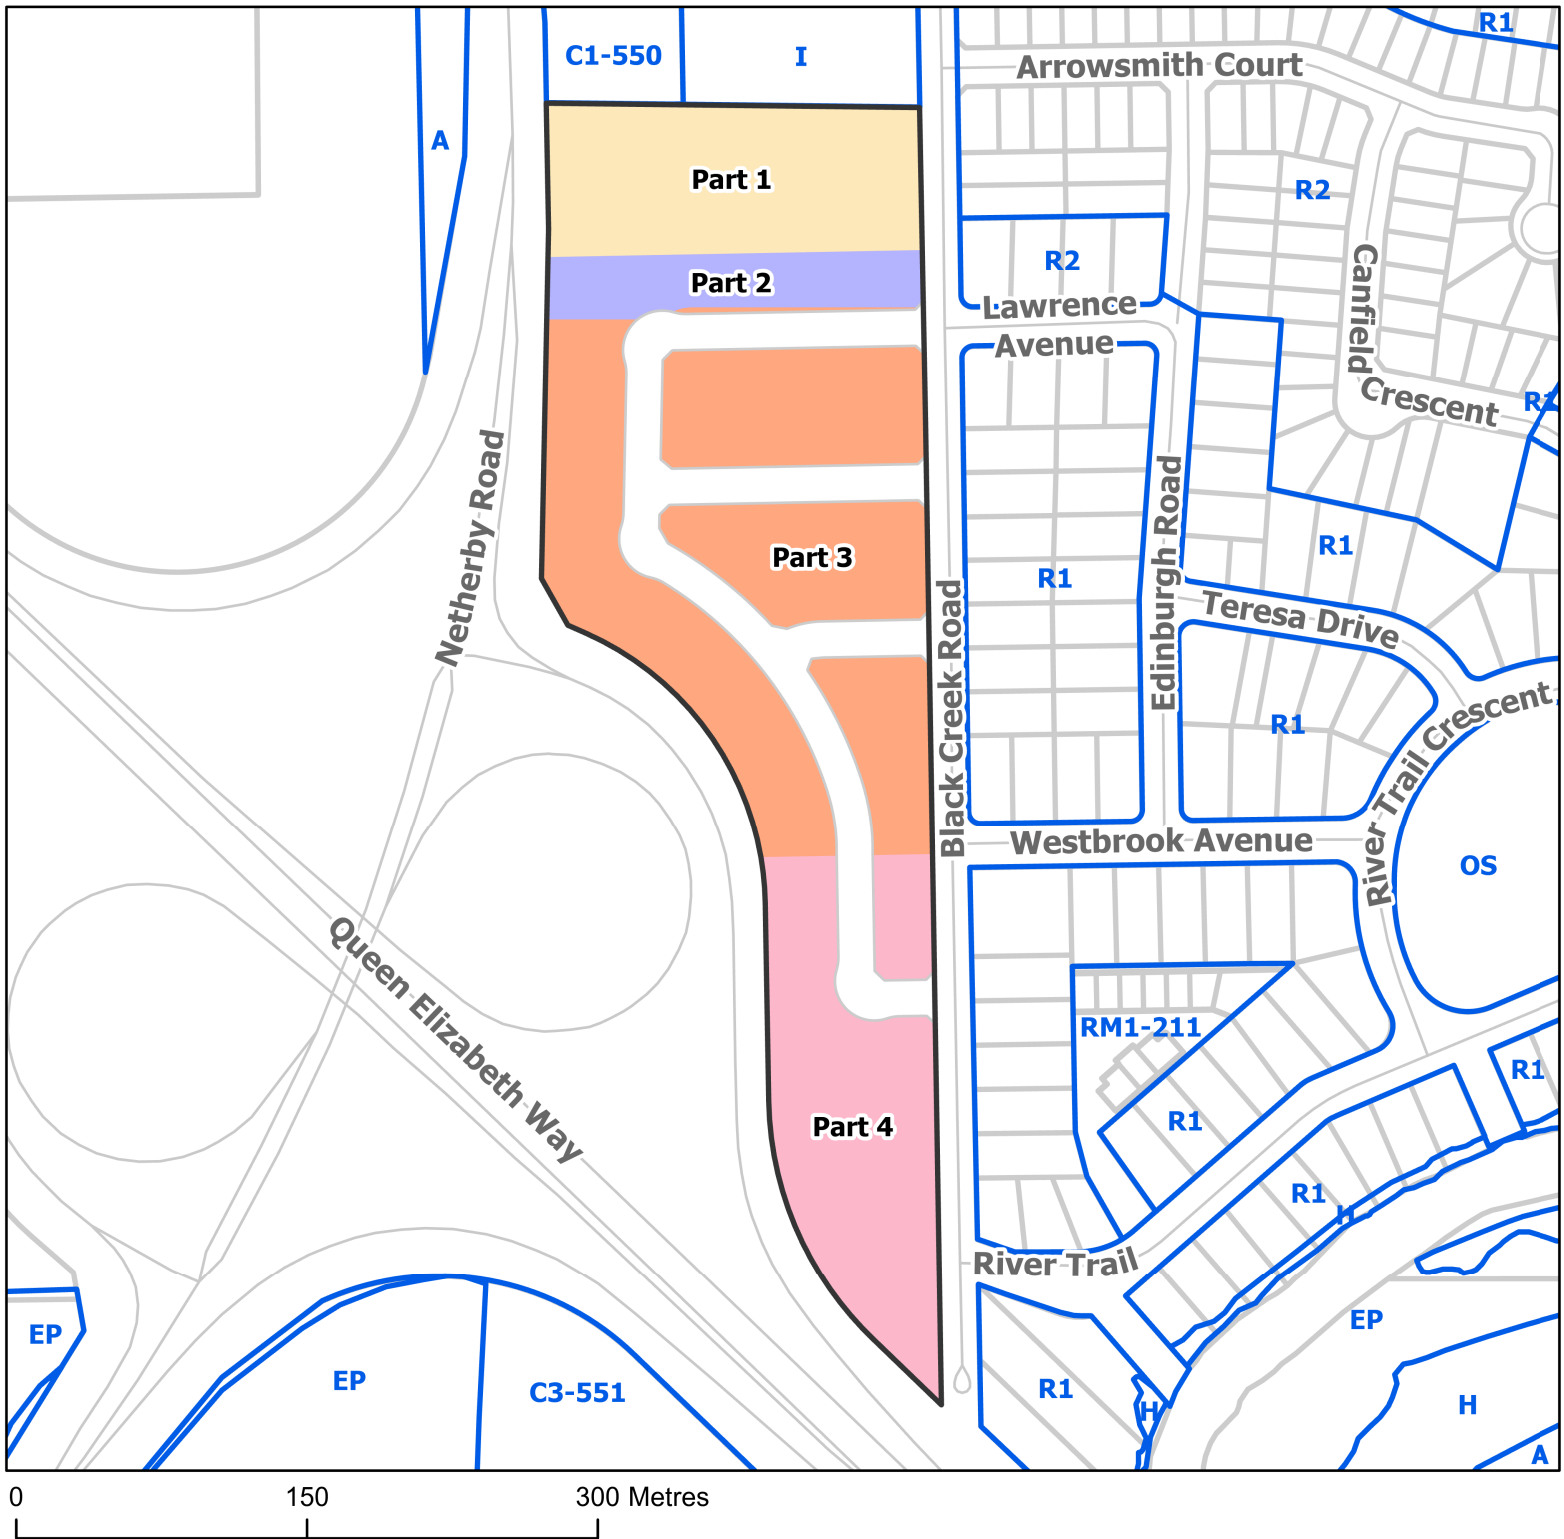 R1
C1-550
I
Arrowsmith Court
A
Part 1
R2
R2
Part 2
Lawrence
Avenue
Canfield
Crescent
R1
Netherby Road
Part 3
R1
Edinburgh Road
R1
Teresa Drive
Black Creek Road
R1
River Trail Crescent
Westbrook Avenue
OS
Queen Elizabeth Way
RM1-211
R1
Part 4
R1
R1
H
River Trail
EP
EP
EP
C3-551
R1
H
H
A
0
150
300 Metres